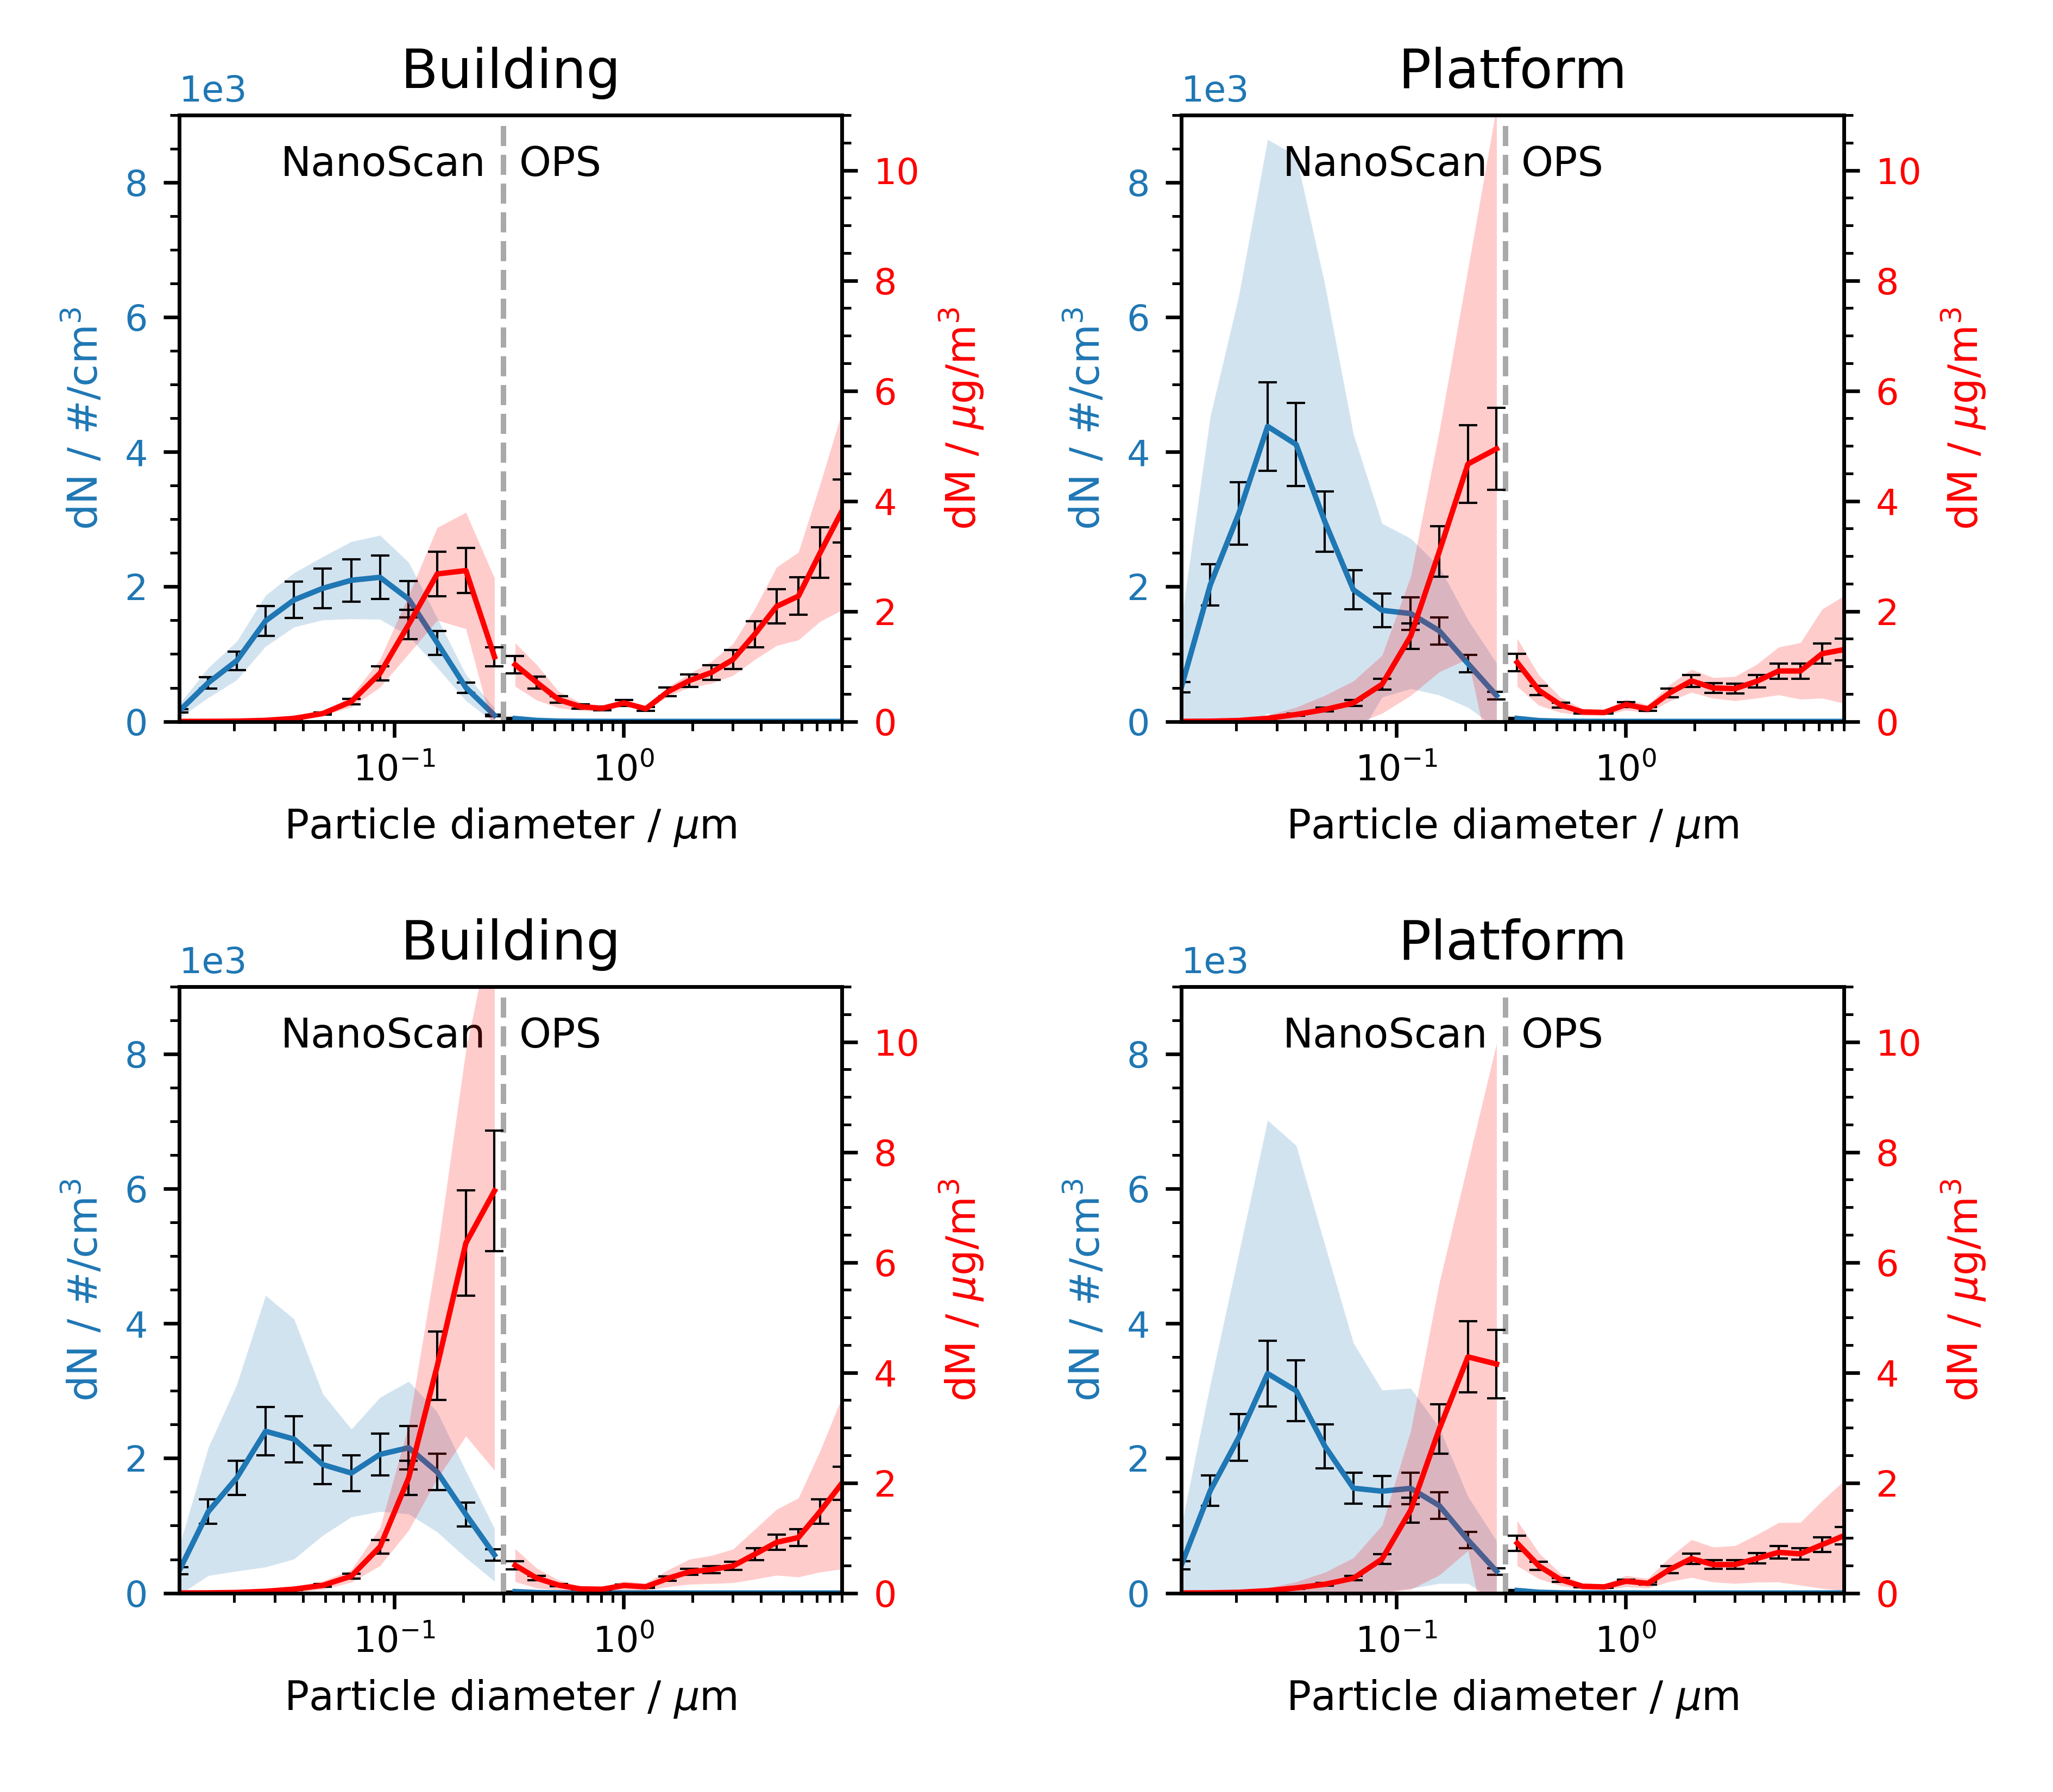 Building
1e3
NanoScan OPS
8
6
4
2
0
10
8
6
4
2
0
dN / #/cm³
dM / μg/m³
10⁻¹ 10⁰
Particle diameter / μm
Platform
1e3
NanoScan OPS
8
6
4
2
0
10
8
6
4
2
0
dN / #/cm³
dM / μg/m³
10⁻¹ 10⁰
Particle diameter / μm
Building
1e3
NanoScan OPS
8
6
4
2
0
10
8
6
4
2
0
dN / #/cm³
dM / μg/m³
10⁻¹ 10⁰
Particle diameter / μm
Platform
1e3
NanoScan OPS
8
6
4
2
0
10
8
6
4
2
0
dN / #/cm³
dM / μg/m³
10⁻¹ 10⁰
Particle diameter / μm